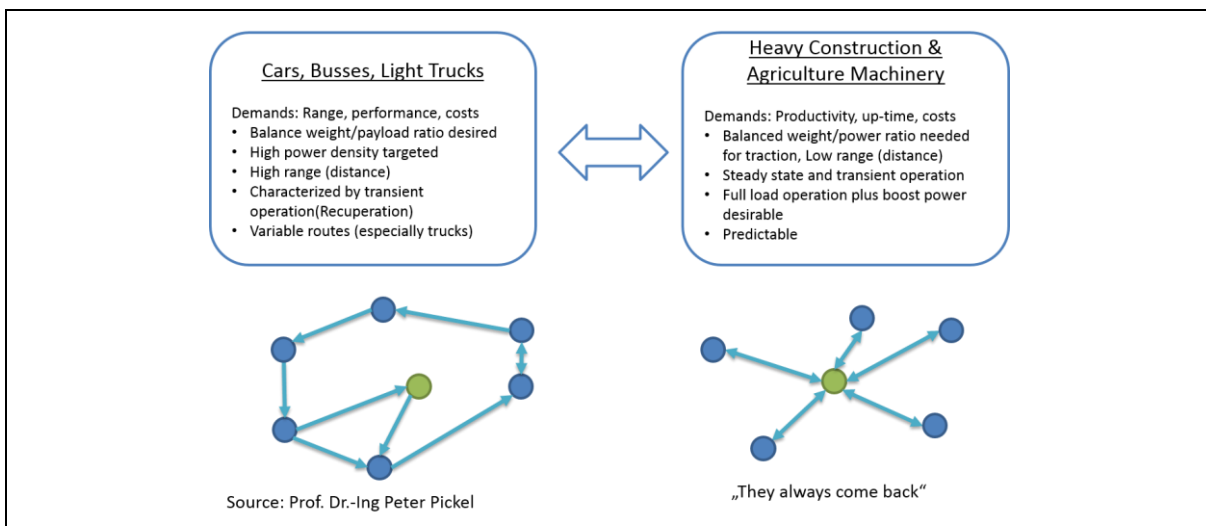 Cars, Busses, Light Trucks
Demands: Range, performance, costs
• Balance weight/payload ratio desired
• High power density targeted
• High range (distance)
• Characterized by transient
operation(Recuperation)
• Variable routes (especially trucks)
Heavy Construction &
Agriculture Machinery
Demands: Productivity, up-time, costs
• Balanced weight/power ratio needed
for traction, Low range (distance)
• Steady state and transient operation
• Full load operation plus boost power
desirable
• Predictable
Source: Prof. Dr.-Ing Peter Pickel
„They always come back“